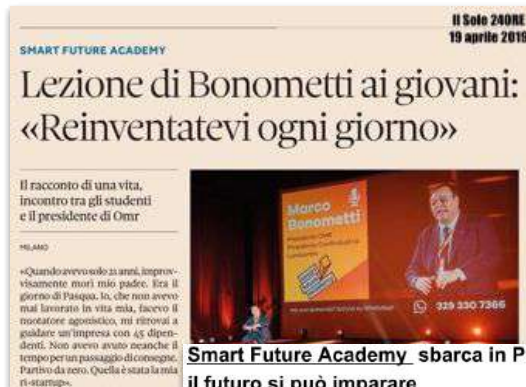 Il Sole 24ORE
19 aprile 2019
SMART FUTURE ACADEMY
Lezione di Bonometti ai giovani:
«Reinventatevi ogni giorno»
Il racconto di una vita,
incontro tra gli studenti
e il presidente di Omr
MILANO
«Quando avevo solo 21 anni, improv-
visamente morì mio padre. Era il
giorno di Pasqua. Io, che non avevo
mai lavorato in vita mia, facevo il
nuotatore agonistico, mi ritrovai a
guidare un'impresa con 45 dipen-
denti. Non avevo avuto neanche il
tempo per un passaggio di consegne.
Partivo da zero. Quella è stata la mia
ri-startup».
Marco
Bonometti
329 330 7366
Smart Future Academy sbarca in P
il futuro si può imparare